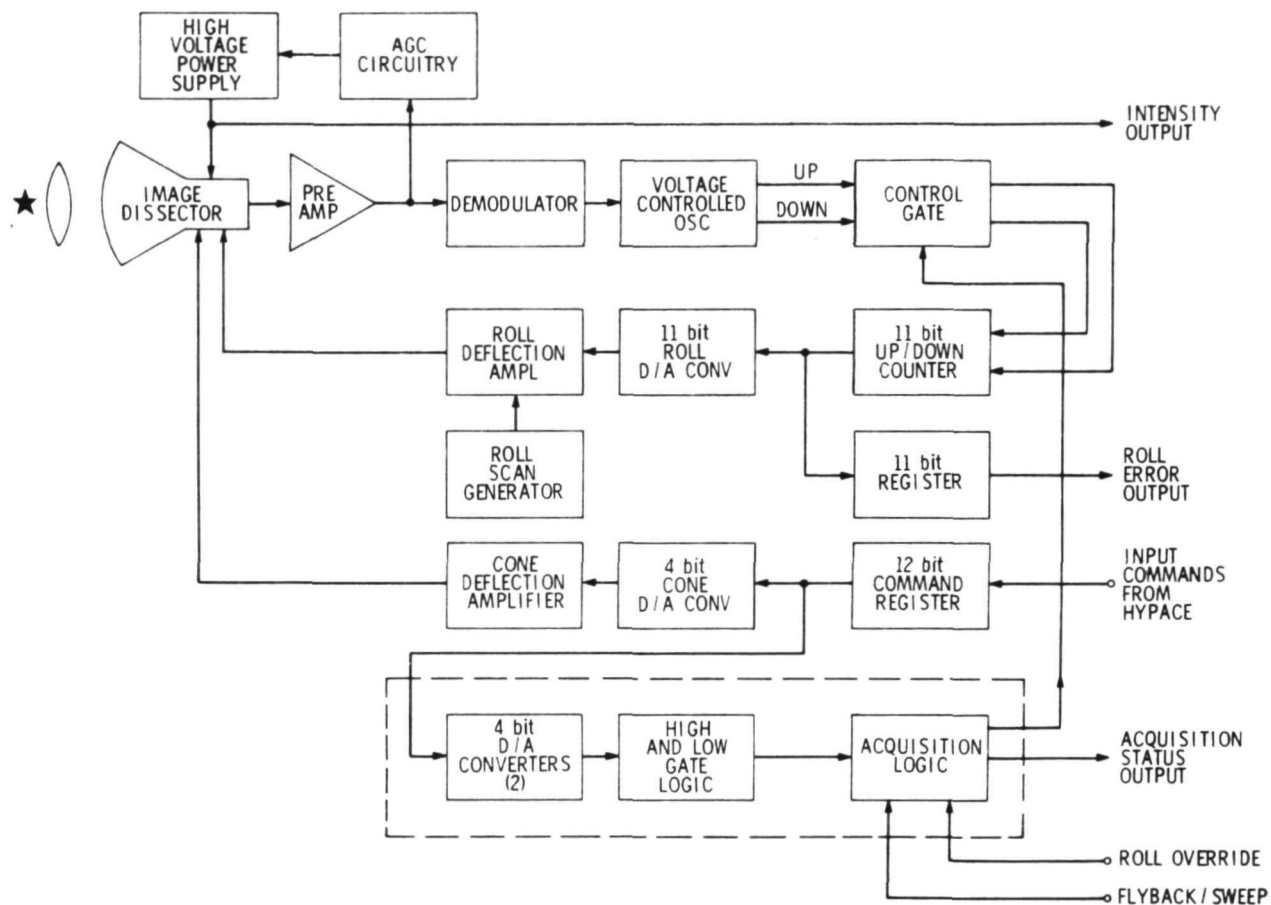 HIGH
VOLTAGE
POWER
SUPPLY
AGC
CIRCUITRY
INTENSITY
OUTPUT
IMAGE
DISSECTOR
PRE
AMP
DEMODULATOR
VOLTAGE
CONTROLLED
OSC
UP
DOWN
CONTROL
GATE
ROLL
DEFLECTION
AMPL
11 bit
ROLL
D/A CONV
11 bit
UP/DOWN
COUNTER
ROLL
SCAN
GENERATOR
11 bit
REGISTER
ROLL
ERROR
OUTPUT
CONE
DEFLECTION
AMPLIFIER
4 bit
CONE
D/A CONV
12 bit
COMMAND
REGISTER
INPUT
COMMANDS
FROM
HYPACE
4 bit
D/A
CONVERTERS
(2)
HIGH
AND LOW
GATE
LOGIC
ACQUISITION
LOGIC
ACQUISITION
STATUS
OUTPUT
ROLL OVERRIDE
FLYBACK/SWEEP